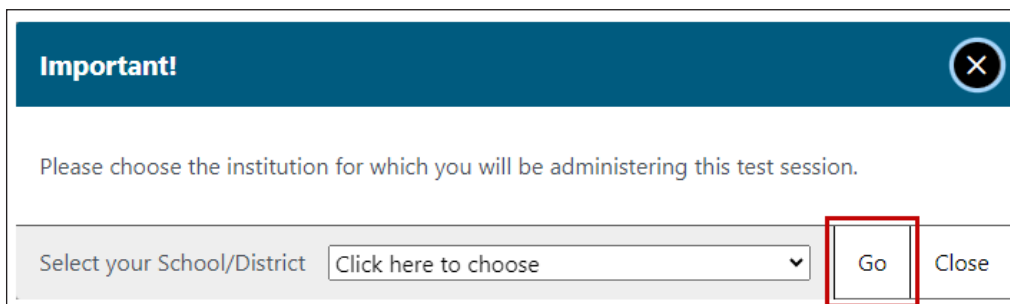 Important!
Please choose the institution for which you will be administering this test session.
Select your School/District Click here to choose Go Close